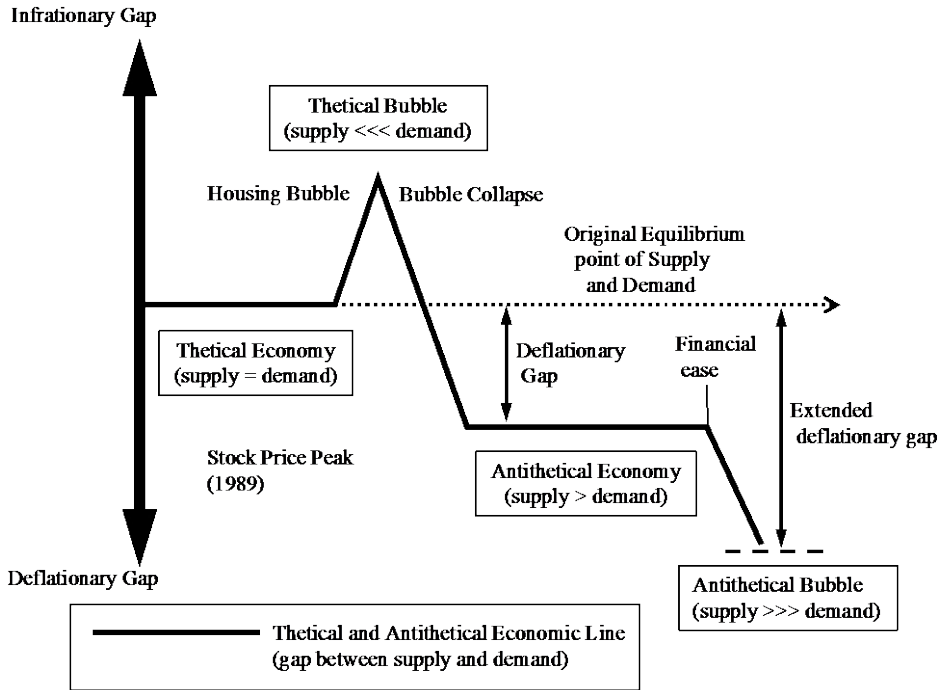 Infrationary Gap
Thetical Bubble
(supply <<< demand)
Housing Bubble
Bubble Collapse
Original Equilibrium
point of Supply
and Demand
Thetical Economy
(supply = demand)
Deflationary
Gap
Financial
ease
Extended
deflationary gap
Stock Price Peak
(1989)
Antithetical Economy
(supply > demand)
Deflationary Gap
Antithetical Bubble
(supply >>> demand)
Thetical and Antithetical Economic Line
(gap between supply and demand)